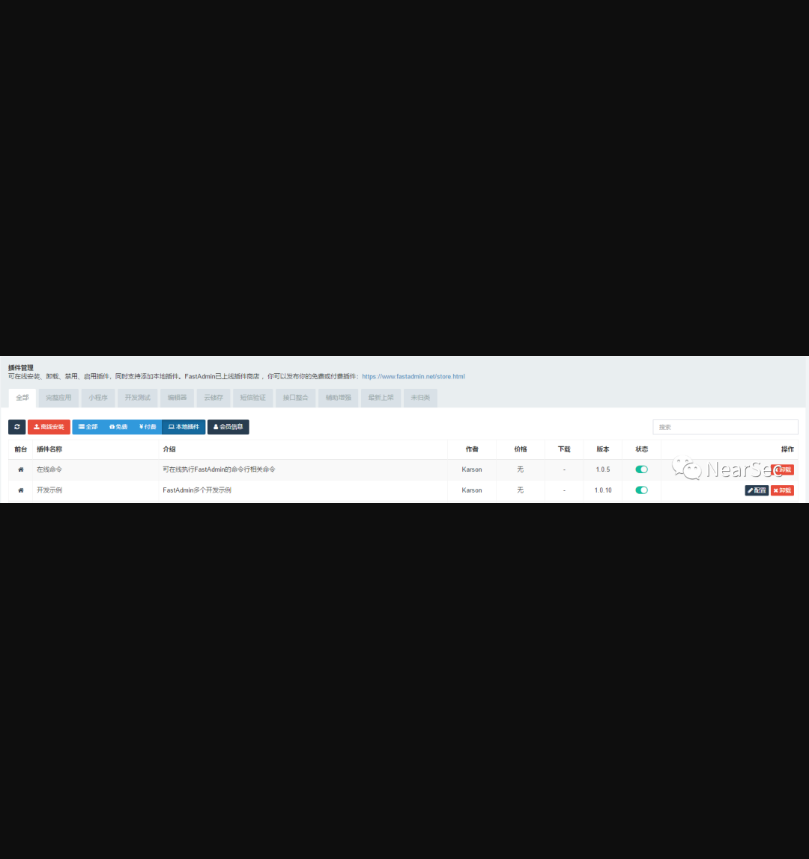 插件管理
可在线安装、卸载、禁用、启用插件，同时支持添加本地插件。FastAdmin已上线插件商店 ，你可以发布你的免费或付费插件：https://www.fastadmin.net/store.html
全部 完整应用 小程序 开发测试 编辑器 云储存 短信验证 接口整合 辅助增强 最新上架 未归类
离线安装 全部 免费 ¥付费 本地插件 会员信息 搜索
前台 插件名称 介绍 作者 价格 下载 版本 状态 操作
在线命令 可在线执行FastAdmin的命令行相关命令 Karson 无 - 1.0.5 卸载
NearSec
开发示例 FastAdmin多个开发示例 Karson 无 - 1.0.10 配置 卸载